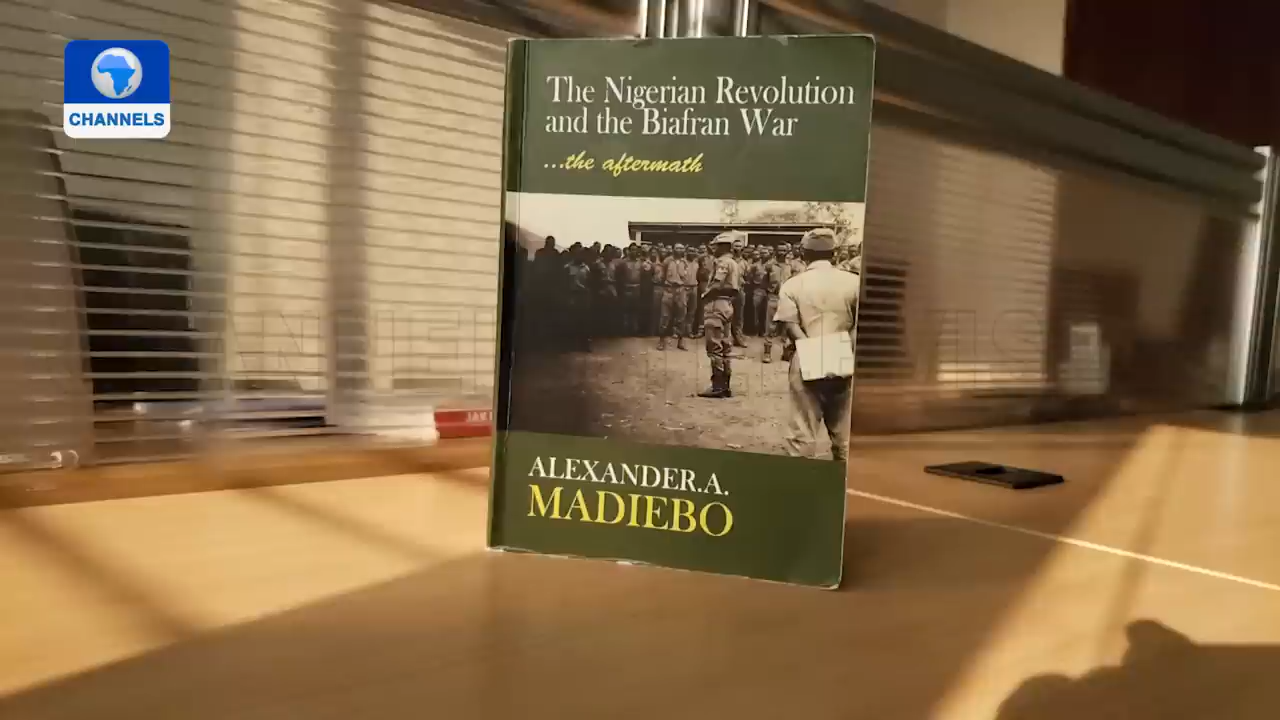 CHANNELS
The Nigerian Revolution
and the Biafran War
...the aftermath
ALEXANDER.A.
MADIEBO